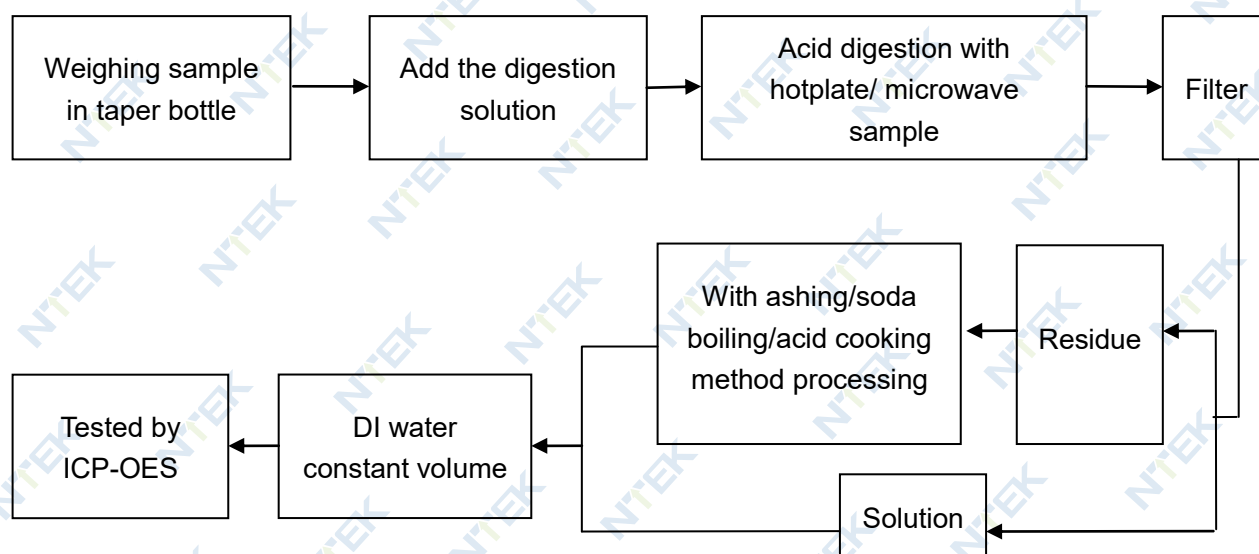 Weighing sample
in taper bottle
Add the digestion
solution
Acid digestion with
hotplate/ microwave
sample
Filter
With ashing/soda
boiling/acid cooking
method processing
Residue
Tested by
ICP-OES
DI water
constant volume
Solution
NTEK